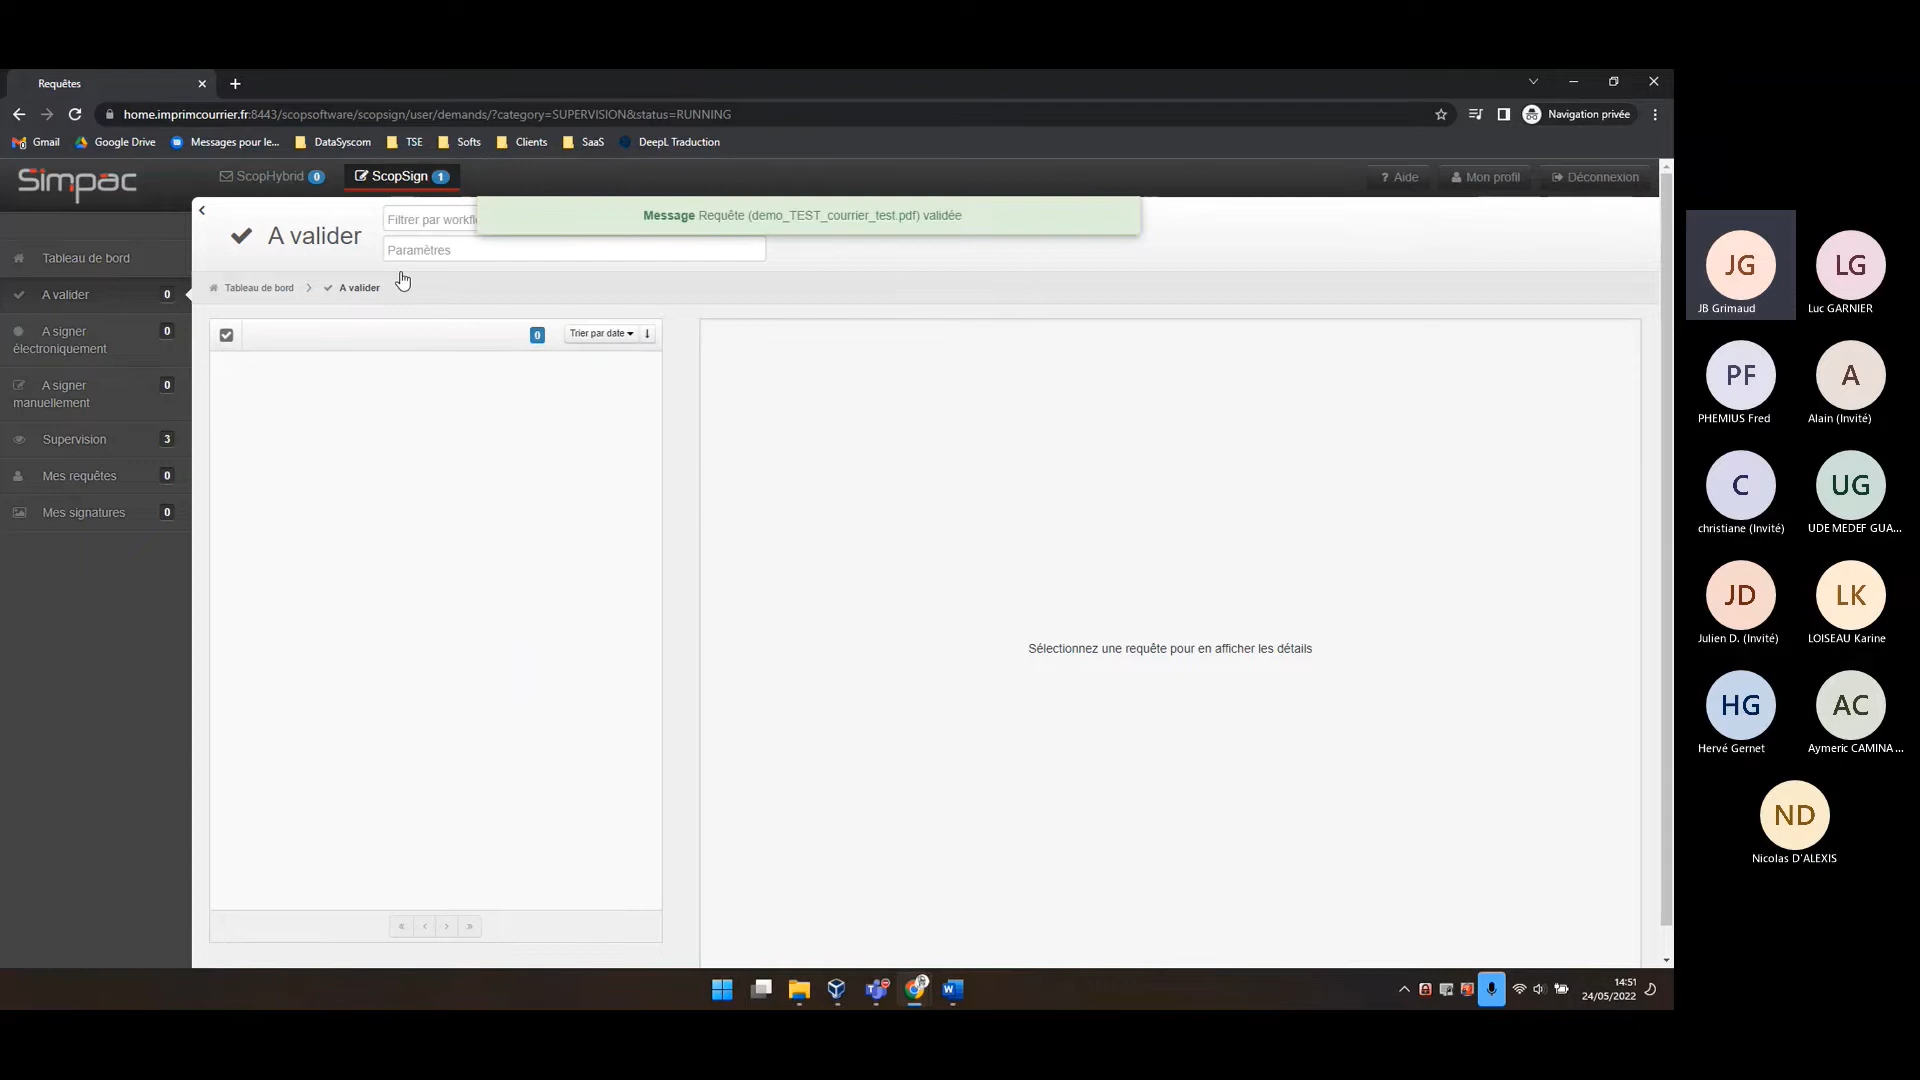 Requêtes
home.imprimcourrier.fr:8443/scopsoftware/scopsign/user/demands/?category=SUPERVISION&status=RUNNING
Navigation privée
Gmail
Google Drive
Messages pour le...
DataSyscom
TSE
Softs
Clients
SaaS
DeepL Traduction
Simpac
ScopHybrid 0
ScopSign 1
? Aide
Mon profil
Déconnexion
Message Requête (demo_TEST_courrier_test.pdf) validée
A valider
Filtrer par workfl
Paramètres
Tableau de bord
A valider
Tableau de bord
A valider 0
A signer électroniquement 0
A signer manuellement 0
Supervision 3
Mes requêtes 0
Mes signatures 0
0
Trier par date
Sélectionnez une requête pour en afficher les détails
« ‹ › »
14:51
24/05/2022
JG
JB Grimaud
LG
Luc GARNIER
PF
PHEMIUS Fred
A
Alain (Invité)
C
christiane (Invité)
UG
UDE MEDEF GUA...
JD
Julien D. (Invité)
LK
LOISEAU Karine
HG
Hervé Gernet
AC
Aymeric CAMINA ...
ND
Nicolas D'ALEXIS